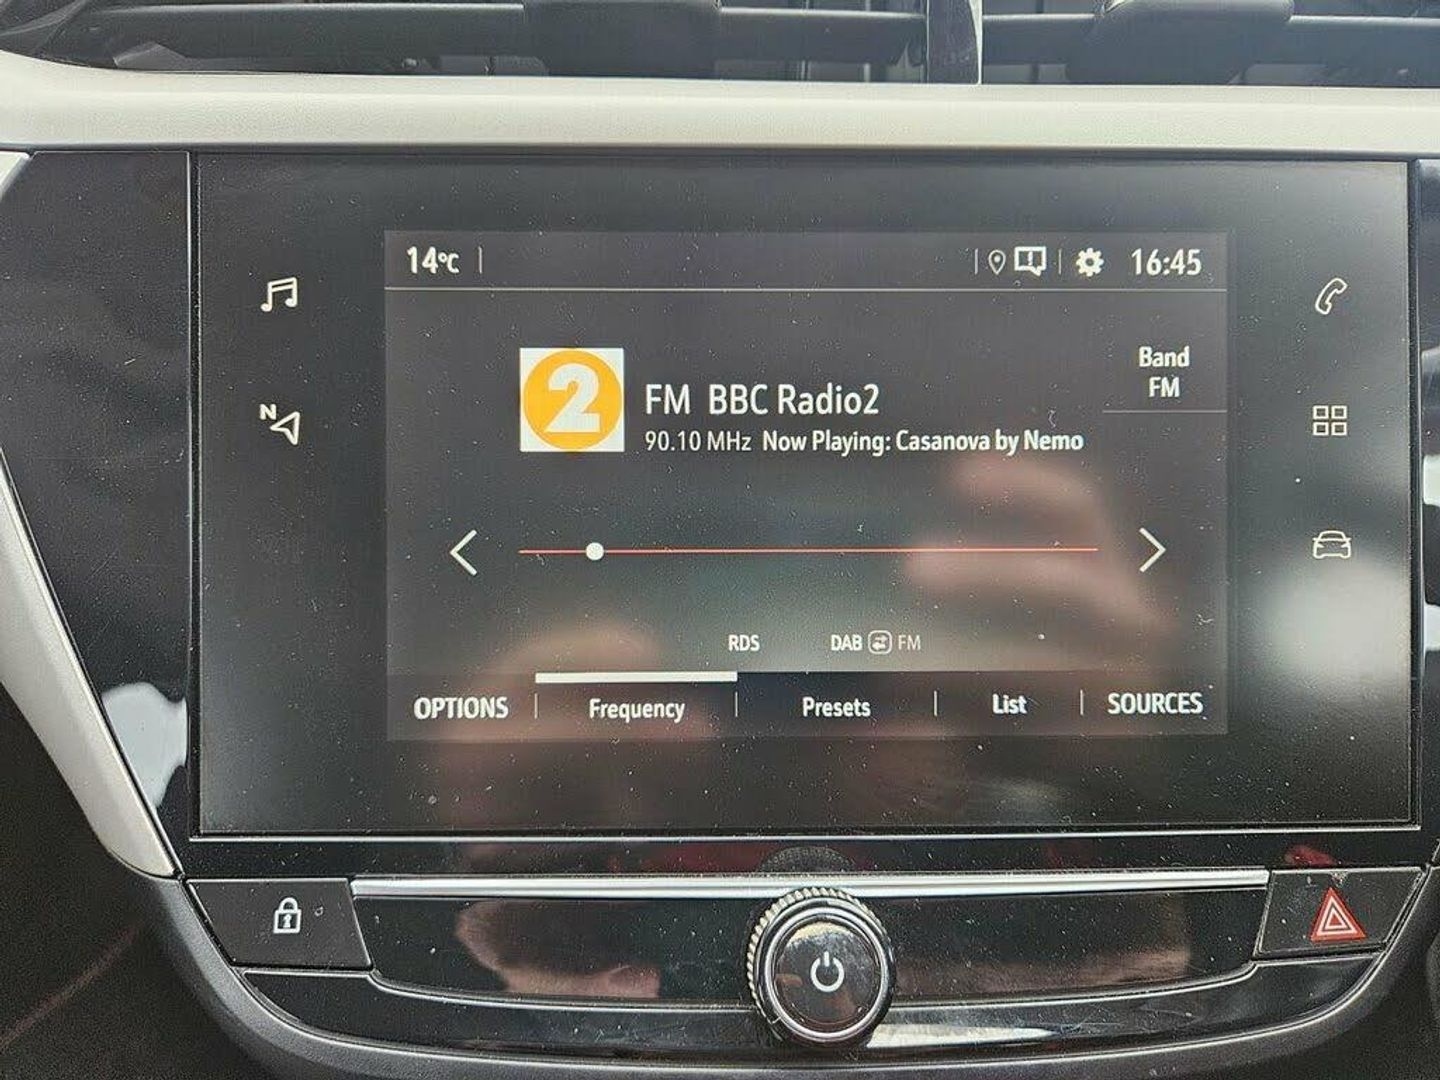 14°C 16:45
N
Band
FM
2
FM BBC Radio2
90.10 MHz Now Playing: Casanova by Nemo
RDS DAB FM
OPTIONS Frequency Presets List SOURCES